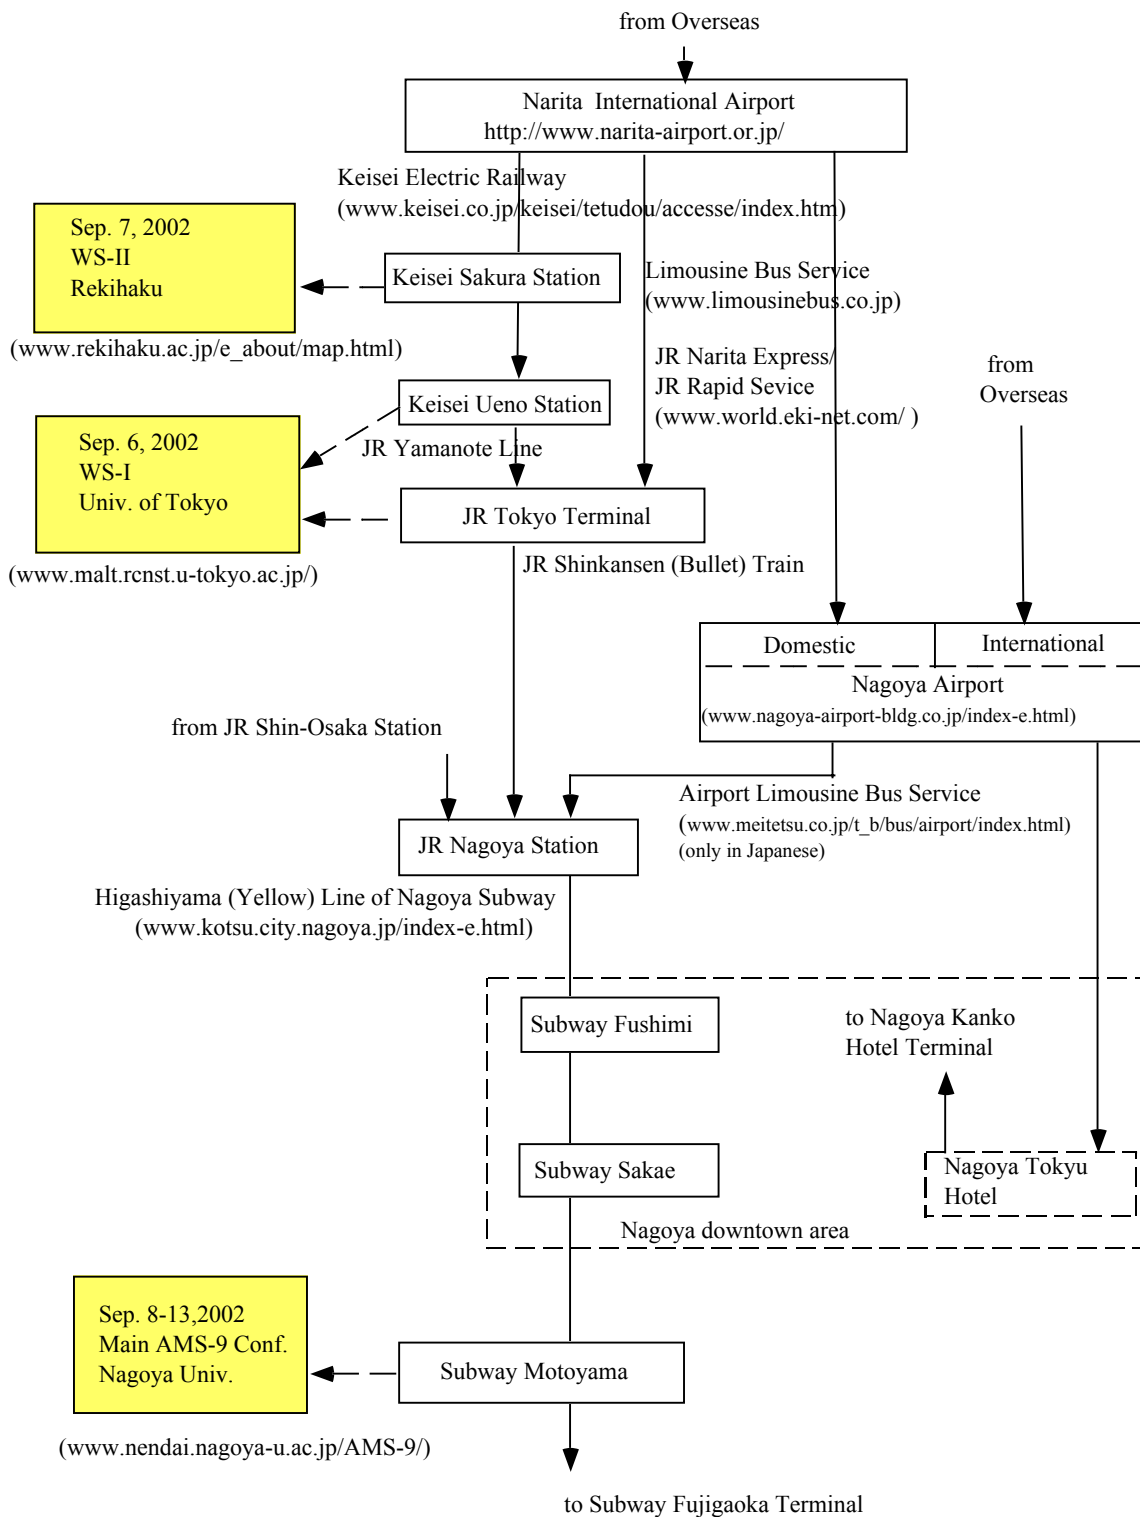 from Overseas
Narita  International Airport
http://www.narita-airport.or.jp/
Keisei Electric Railway
(www.keisei.co.jp/keisei/tetudou/accesse/index.htm)
Sep. 7, 2002
WS-II
Rekihaku
Keisei Sakura Station
Limousine Bus Service
(www.limousinebus.co.jp)
(www.rekihaku.ac.jp/e_about/map.html)
JR Narita Express/
JR Rapid Sevice
(www.world.eki-net.com/ )
from
Overseas
Keisei Ueno Station
Sep. 6, 2002
WS-I
Univ. of Tokyo
JR Yamanote Line
JR Tokyo Terminal
(www.malt.rcnst.u-tokyo.ac.jp/)
JR Shinkansen (Bullet) Train
Domestic
International
Nagoya Airport
(www.nagoya-airport-bldg.co.jp/index-e.html)
from JR Shin-Osaka Station
Airport Limousine Bus Service
(www.meitetsu.co.jp/t_b/bus/airport/index.html)
(only in Japanese)
JR Nagoya Station
Higashiyama (Yellow) Line of Nagoya Subway
(www.kotsu.city.nagoya.jp/index-e.html)
Subway Fushimi
to Nagoya Kanko
Hotel Terminal
Subway Sakae
Nagoya Tokyu
Hotel
Nagoya downtown area
Sep. 8-13,2002
Main AMS-9 Conf.
Nagoya Univ.
Subway Motoyama
(www.nendai.nagoya-u.ac.jp/AMS-9/)
to Subway Fujigaoka Terminal